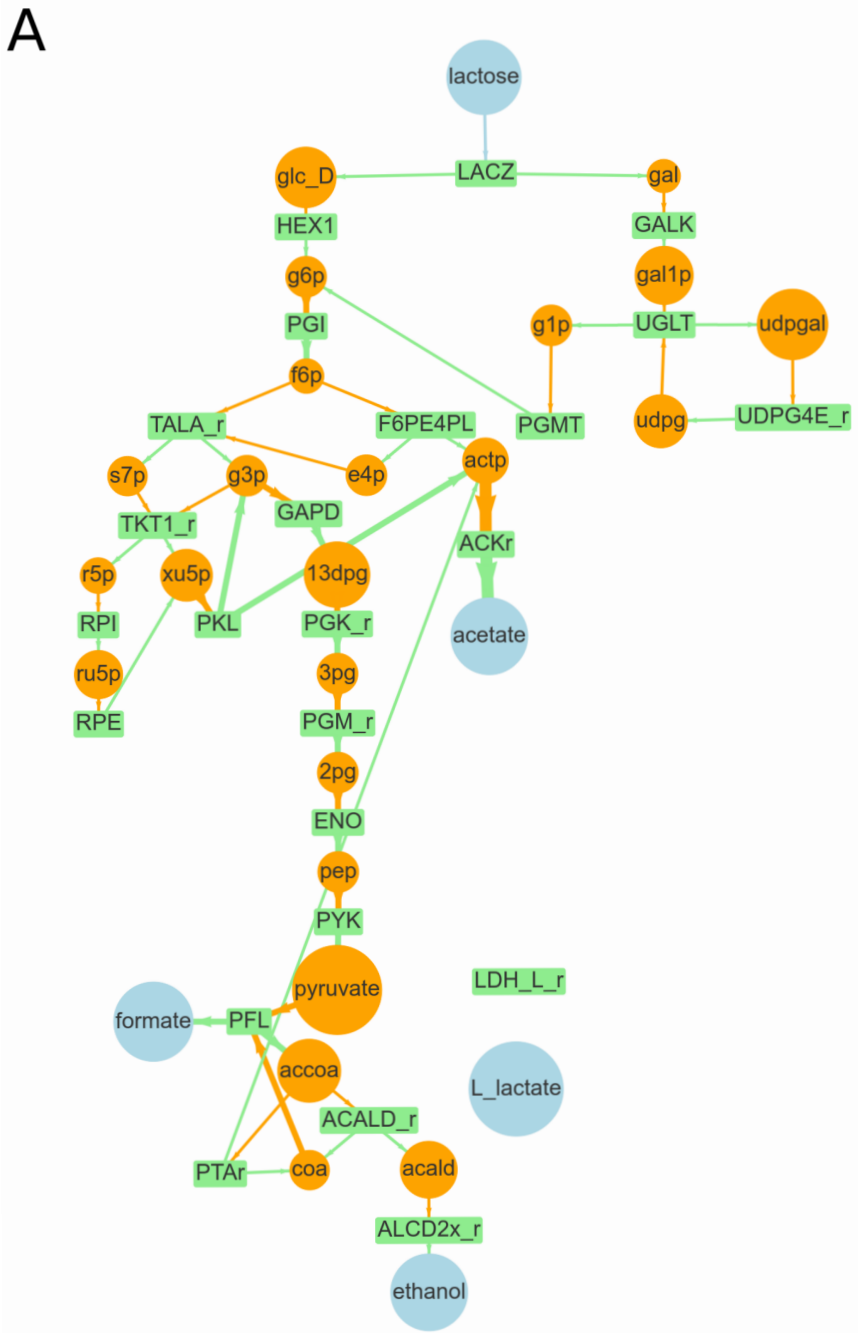 A
lactose
glc_D
LACZ
gal
HEX1
GALK
g6p
gal1p
PGI
g1p
UGLT
udpgal
f6p
TALA_r
F6PE4PL
PGMT
udpg
UDPG4E_r
s7p
g3p
e4p
actp
TKT1_r
GAPD
ACKr
r5p
xu5p
13dpg
RPI
PKL
PGK_r
acetate
ru5p
3pg
RPE
PGM_r
2pg
ENO
pep
PYK
pyruvate
LDH_L_r
formate
PFL
accoa
L_lactate
ACALD_r
PTAr
coa
acald
ALCD2x_r
ethanol